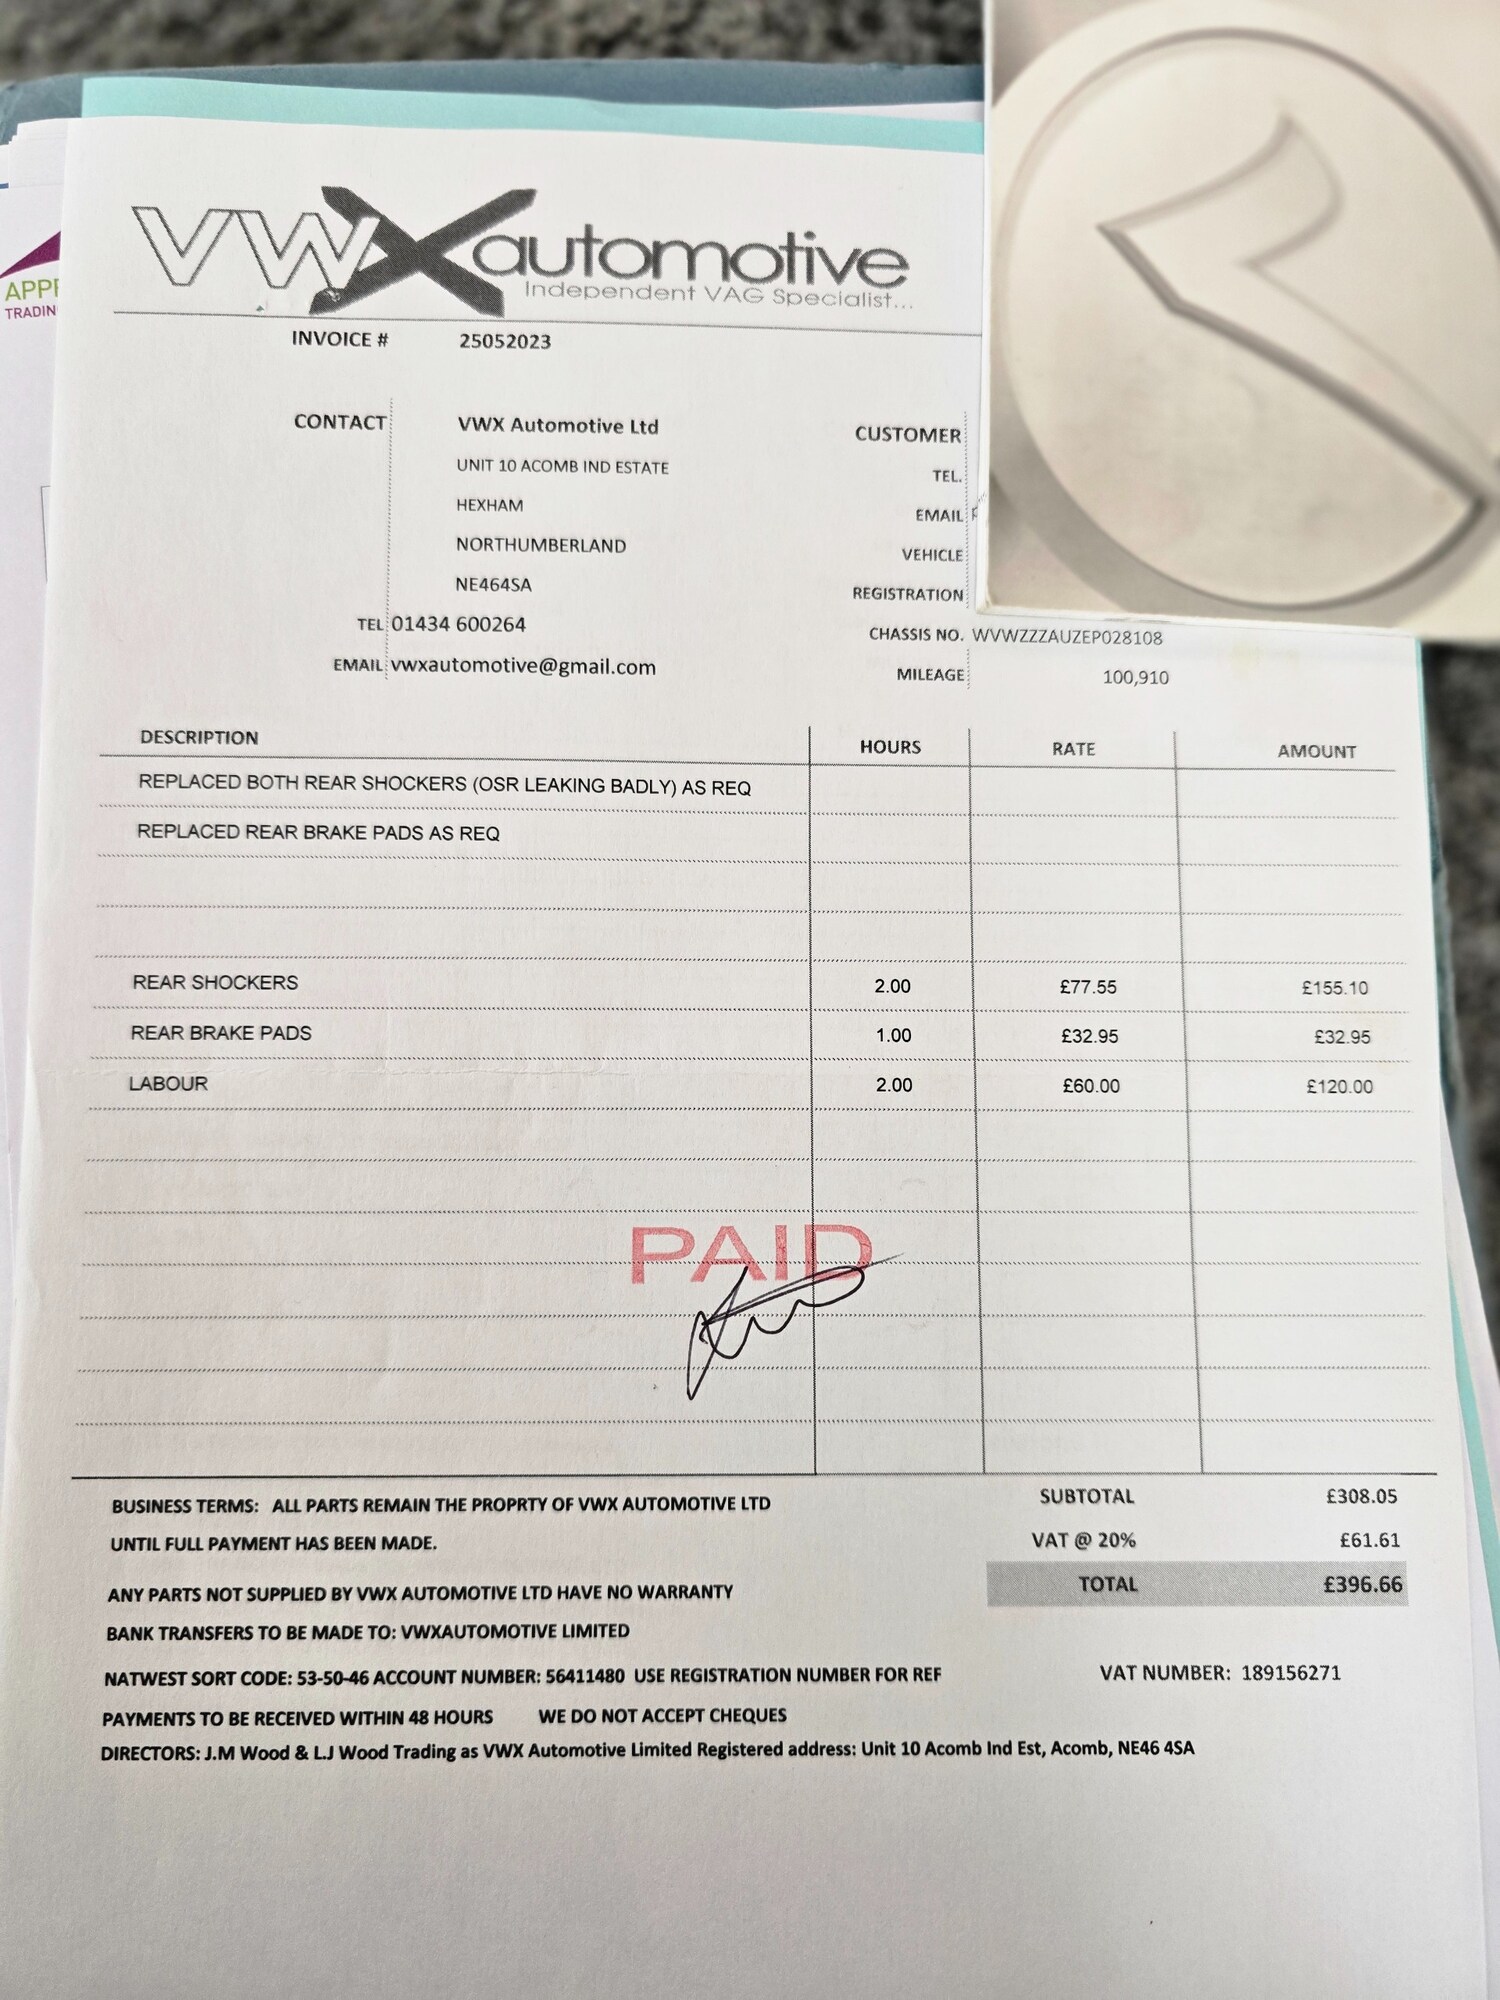 APP
TRADIN
VWX automotive
Independent VAG Specialist...
INVOICE # 25052023
CONTACT VWX Automotive Ltd
UNIT 10 ACOMB IND ESTATE
HEXHAM
NORTHUMBERLAND
NE464SA
TEL 01434 600264
EMAIL vwxautomotive@gmail.com
CUSTOMER
TEL.
EMAIL
VEHICLE
REGISTRATION
CHASSIS NO. WVWZZZAUZEP028108
MILEAGE 100,910
DESCRIPTION HOURS RATE AMOUNT
REPLACED BOTH REAR SHOCKERS (OSR LEAKING BADLY) AS REQ
REPLACED REAR BRAKE PADS AS REQ
REAR SHOCKERS 2.00 £77.55 £155.10
REAR BRAKE PADS 1.00 £32.95 £32.95
LABOUR 2.00 £60.00 £120.00
PAID
BUSINESS TERMS: ALL PARTS REMAIN THE PROPRTY OF VWX AUTOMOTIVE LTD
UNTIL FULL PAYMENT HAS BEEN MADE.
SUBTOTAL £308.05
VAT @ 20% £61.61
TOTAL £396.66
ANY PARTS NOT SUPPLIED BY VWX AUTOMOTIVE LTD HAVE NO WARRANTY
BANK TRANSFERS TO BE MADE TO: VWXAUTOMOTIVE LIMITED
NATWEST SORT CODE: 53-50-46 ACCOUNT NUMBER: 56411480 USE REGISTRATION NUMBER FOR REF
VAT NUMBER: 189156271
PAYMENTS TO BE RECEIVED WITHIN 48 HOURS WE DO NOT ACCEPT CHEQUES
DIRECTORS: J.M Wood & L.J Wood Trading as VWX Automotive Limited Registered address: Unit 10 Acomb Ind Est, Acomb, NE46 4SA